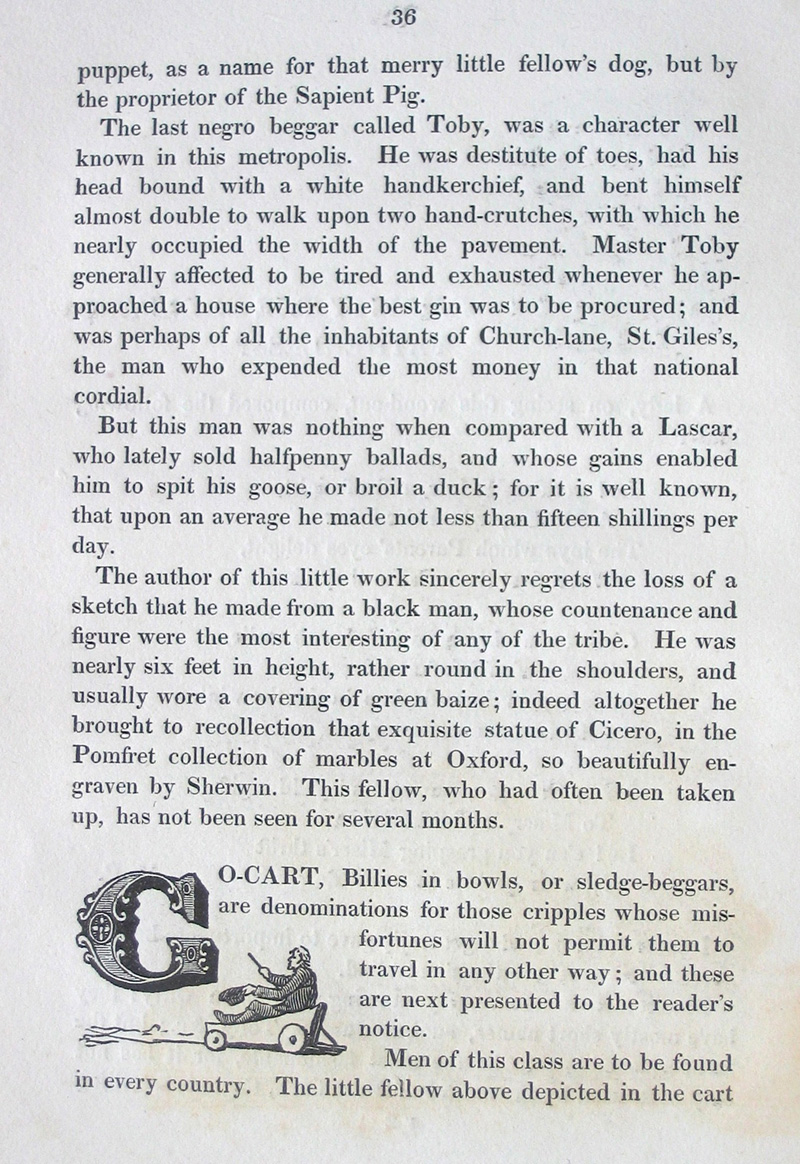 36
puppet, as a name for that merry little fellow's dog, but by
the proprietor of the Sapient Pig.
The last negro beggar called Toby, was a character well
known in this metropolis. He was destitute of toes, had his
head bound with a white handkerchief, and bent himself
almost double to walk upon two hand-crutches, with which he
nearly occupied the width of the pavement. Master Toby
generally affected to be tired and exhausted whenever he ap-
proached a house where the best gin was to be procured; and
was perhaps of all the inhabitants of Church-lane, St. Giles's,
the man who expended the most money in that national
cordial.
But this man was nothing when compared with a Lascar,
who lately sold halfpenny ballads, and whose gains enabled
him to spit his goose, or broil a duck; for it is well known,
that upon an average he made not less than fifteen shillings per
day.
The author of this little work sincerely regrets the loss of a
sketch that he made from a black man, whose countenance and
figure were the most interesting of any of the tribe. He was
nearly six feet in height, rather round in the shoulders, and
usually wore a covering of green baize; indeed altogether he
brought to recollection that exquisite statue of Cicero, in the
Pomfret collection of marbles at Oxford, so beautifully en-
graven by Sherwin. This fellow, who had often been taken
up, has not been seen for several months.
GO-CART, Billies in bowls, or sledge-beggars,
are denominations for those cripples whose mis-
fortunes will not permit them to
travel in any other way; and these
are next presented to the reader's
notice.
Men of this class are to be found
in every country. The little fellow above depicted in the cart